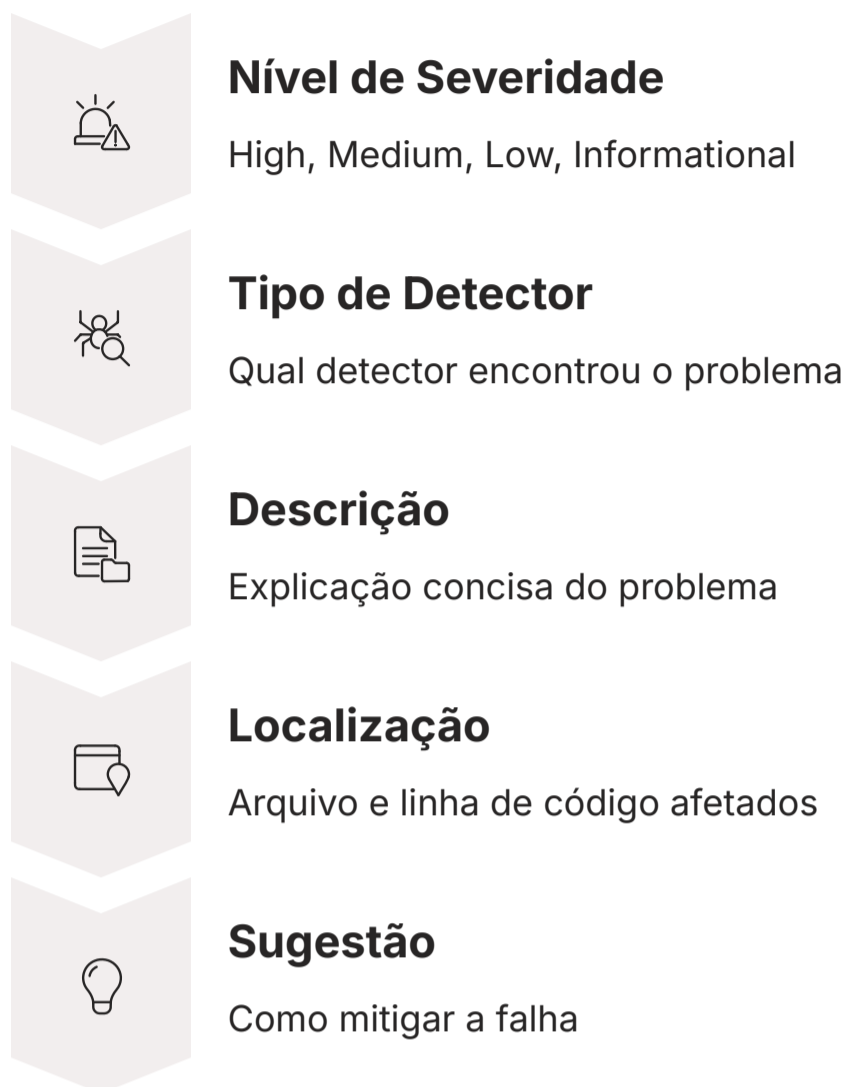 Nível de Severidade
High, Medium, Low, Informational
Tipo de Detector
Qual detector encontrou o problema
Descrição
Explicação concisa do problema
Localização
Arquivo e linha de código afetados
Sugestão
Como mitigar a falha